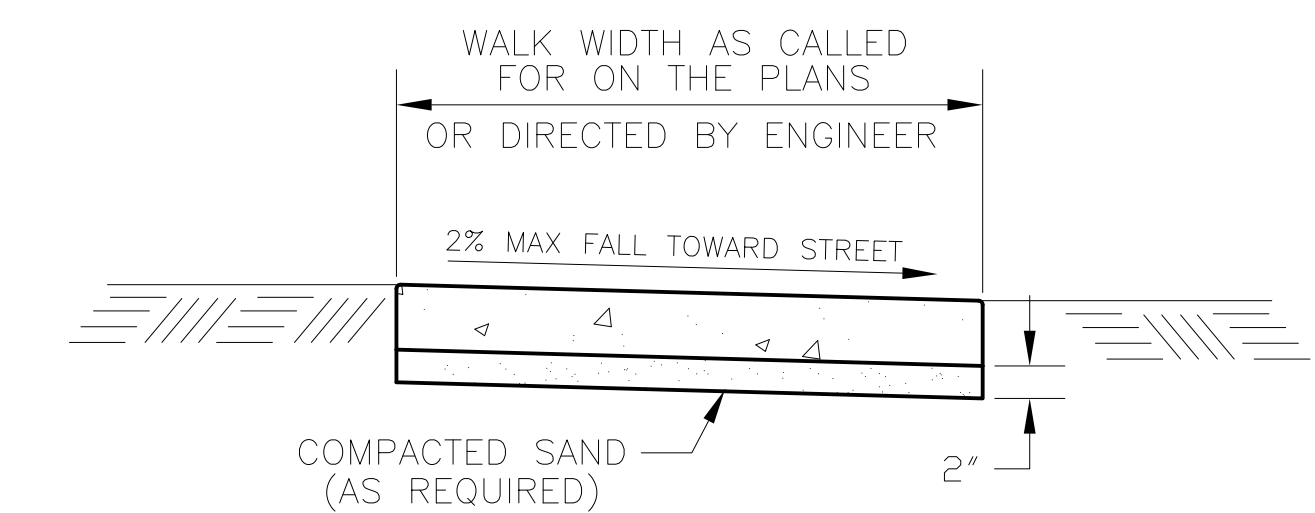 WALK WIDTH AS CALLED
FOR ON THE PLANS
OR DIRECTED BY ENGINEER
2% MAX FALL TOWARD STREET
COMPACTED SAND
(AS REQUIRED)
2"